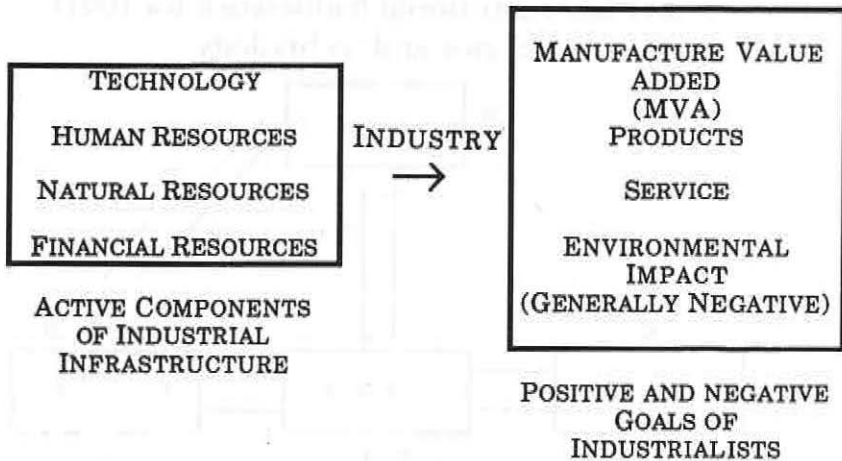 TECHNOLOGY
HUMAN RESOURCES
NATURAL RESOURCES
FINANCIAL RESOURCES
ACTIVE COMPONENTS
OF INDUSTRIAL
INFRASTRUCTURE
INDUSTRY
→
MANUFACTURE VALUE
ADDED
(MVA)
PRODUCTS
SERVICE
ENVIRONMENTAL
IMPACT
(GENERALLY NEGATIVE)
POSITIVE AND NEGATIVE
GOALS OF
INDUSTRIALISTS